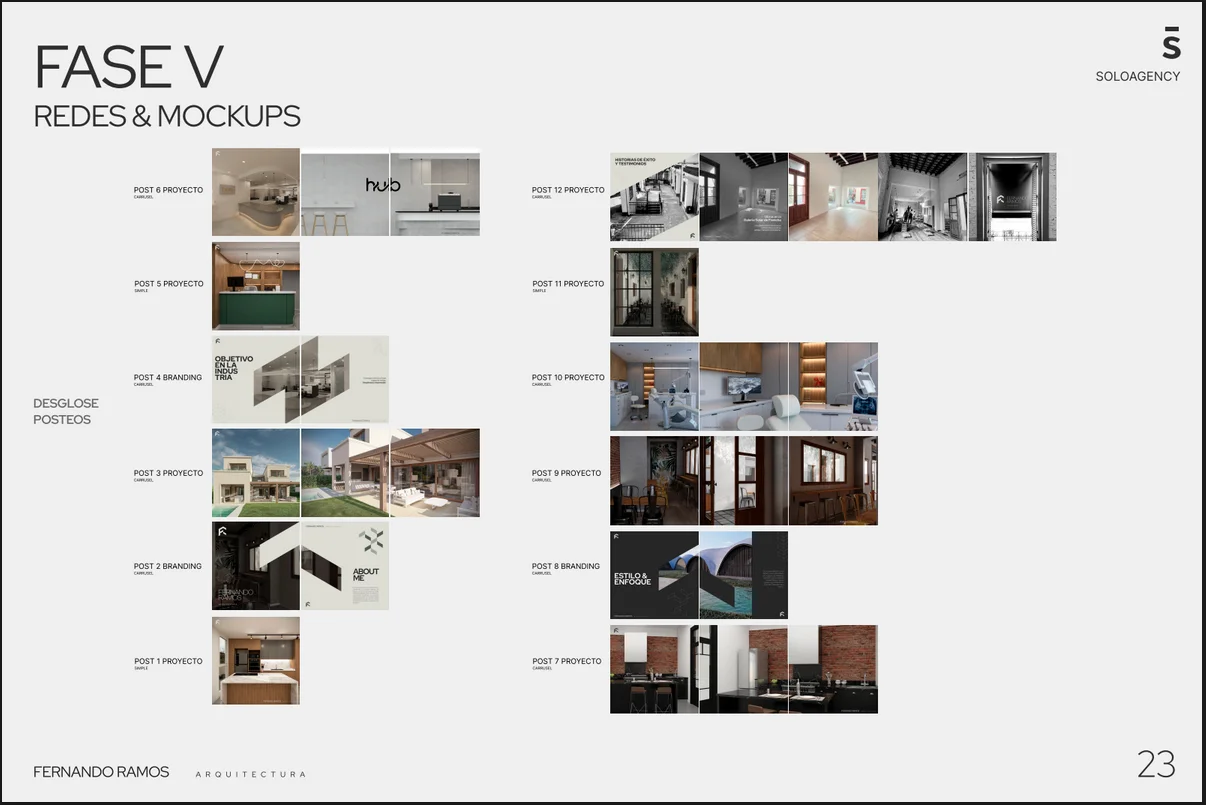 FASE V
REDES & MOCKUPS
SOLOAGENCY
DESGLOSE
POSTEOS
POST 6 PROYECTO
CARRUSEL
hub
POST 5 PROYECTO
SIMPLE
POST 4 BRANDING
CARRUSEL
OBJETIVO
EN LA
INDUS
TRIA
POST 3 PROYECTO
CARRUSEL
POST 2 BRANDING
CARRUSEL
FERNANDO
RAMOS
ABOUT
ME
POST 1 PROYECTO
SIMPLE
POST 12 PROYECTO
CARRUSEL
HISTORIAS DE ÉXITO
Y TESTIMONIOS
POST 11 PROYECTO
SIMPLE
POST 10 PROYECTO
CARRUSEL
POST 9 PROYECTO
CARRUSEL
POST 8 BRANDING
CARRUSEL
ESTILO &
ENFOQUE
POST 7 PROYECTO
CARRUSEL
FERNANDO RAMOS
ARQUITECTURA
23